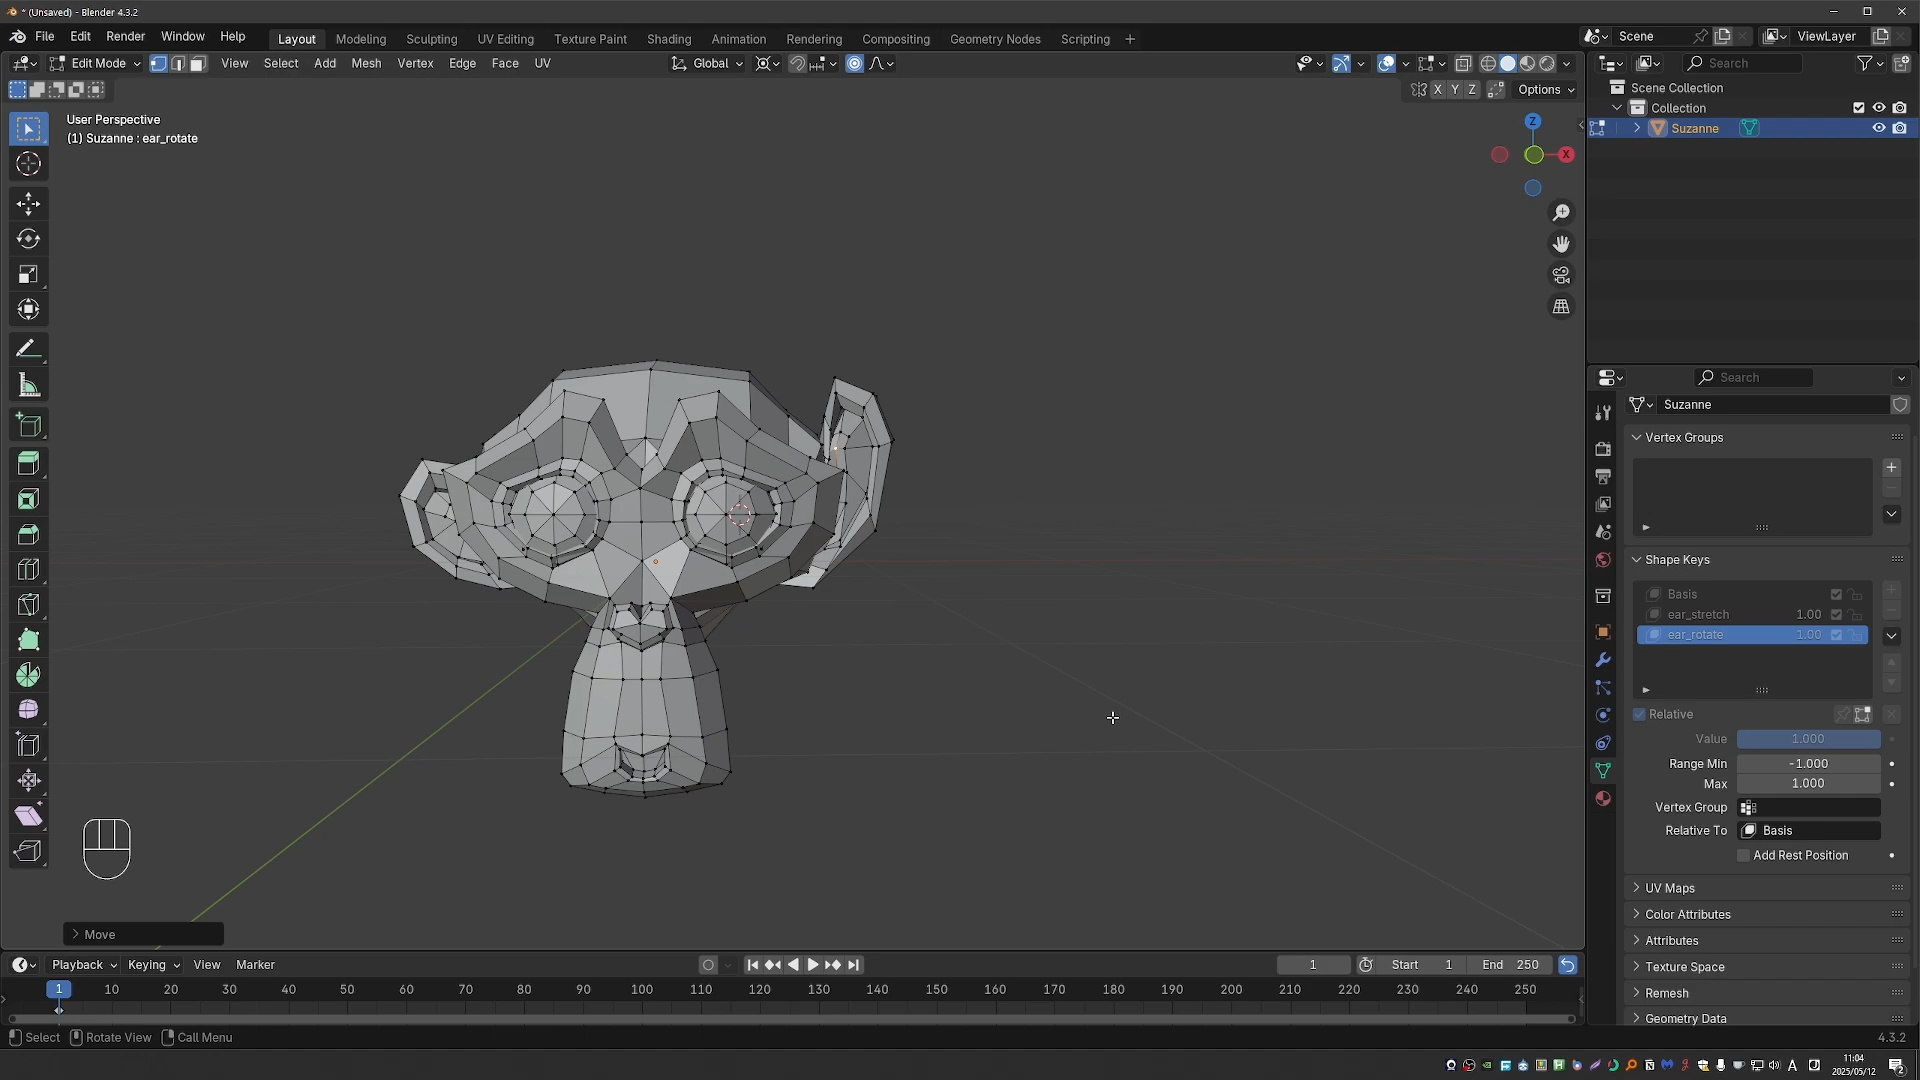 * (Unsaved) - Blender 4.3.2
File Edit Render Window Help Layout Modeling Sculpting UV Editing Texture Paint Shading Animation Rendering Compositing Geometry Nodes Scripting + Scene ViewLayer
Edit Mode View Select Add Mesh Vertex Edge Face UV Global Search
X Y Z Options
Scene Collection
Collection
Suzanne
User Perspective
(1) Suzanne : ear_rotate
Z
X
Search
Suzanne
Vertex Groups
Shape Keys
Basis
ear_stretch 1.00
ear_rotate 1.00
Relative
Value 1.000
Range Min -1.000
Max 1.000
Vertex Group
Relative To Basis
Add Rest Position
UV Maps
Color Attributes
Attributes
Texture Space
Remesh
Geometry Data
Move
Playback Keying View Marker 1 Start 1 End 250
1 10 20 30 40 50 60 70 80 90 100 110 120 130 140 150 160 170 180 190 200 210 220 230 240 250
Select Rotate View Call Menu 4.3.2
A 11:04
2025/05/12
2